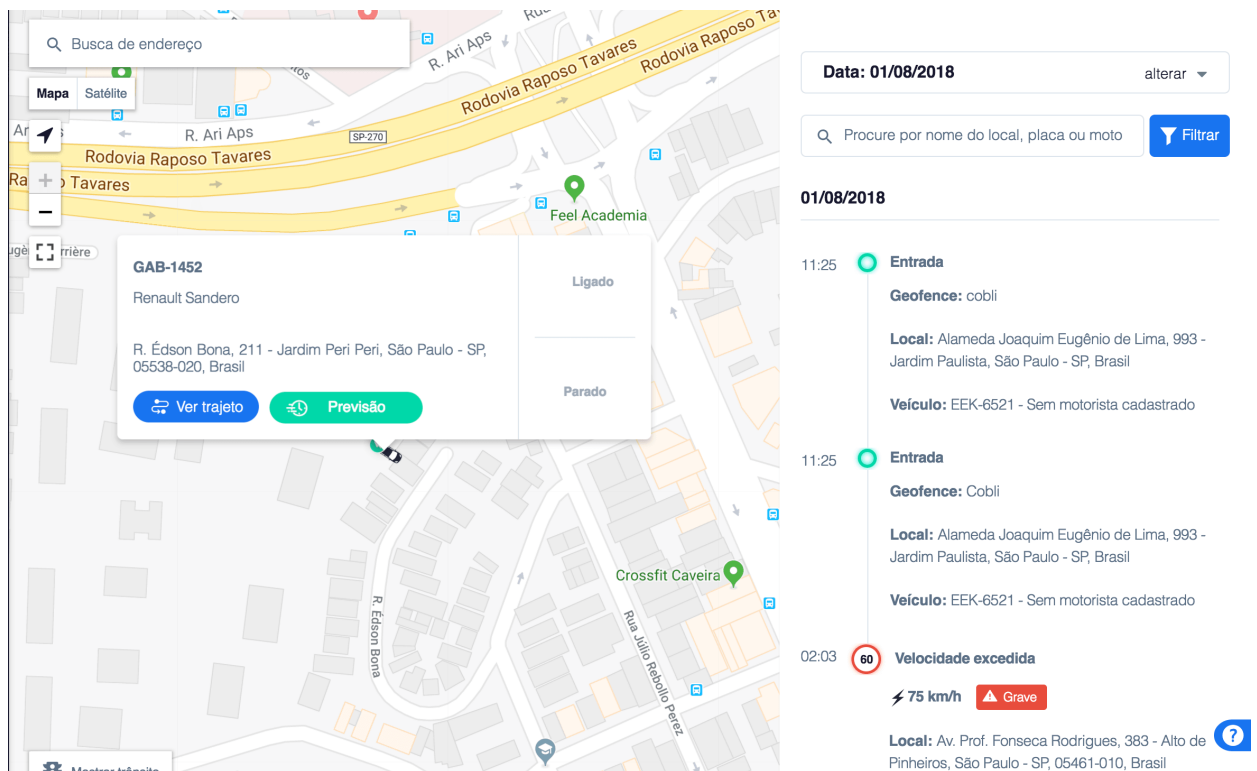 Busca de endereço
Mapa
Satélite
R. Ari Aps
Rodovia Raposo Tavares
Rodovia Raposo Ta
R. Ari Aps
SP-270
Rodovia Raposo Tavares
Tavares
Feel Academia
rrière
GAB-1452
Renault Sandero
R. Édson Bona, 211 - Jardim Peri Peri, São Paulo - SP,
05538-020, Brasil
Ver trajeto
Previsão
Ligado
Parado
Crossfit Caveira
R. Édson Bona
Rua Júlio Rebollo Perez
Mostrar trânsito
Data: 01/08/2018
alterar
Procure por nome do local, placa ou moto
Filtrar
01/08/2018
11:25
Entrada
Geofence: cobli
Local: Alameda Joaquim Eugênio de Lima, 993 -
Jardim Paulista, São Paulo - SP, Brasil
Veículo: EEK-6521 - Sem motorista cadastrado
11:25
Entrada
Geofence: Cobli
Local: Alameda Joaquim Eugênio de Lima, 993 -
Jardim Paulista, São Paulo - SP, Brasil
Veículo: EEK-6521 - Sem motorista cadastrado
02:03
60
Velocidade excedida
75 km/h
Grave
Local: Av. Prof. Fonseca Rodrigues, 383 - Alto de
Pinheiros, São Paulo - SP, 05461-010, Brasil
?